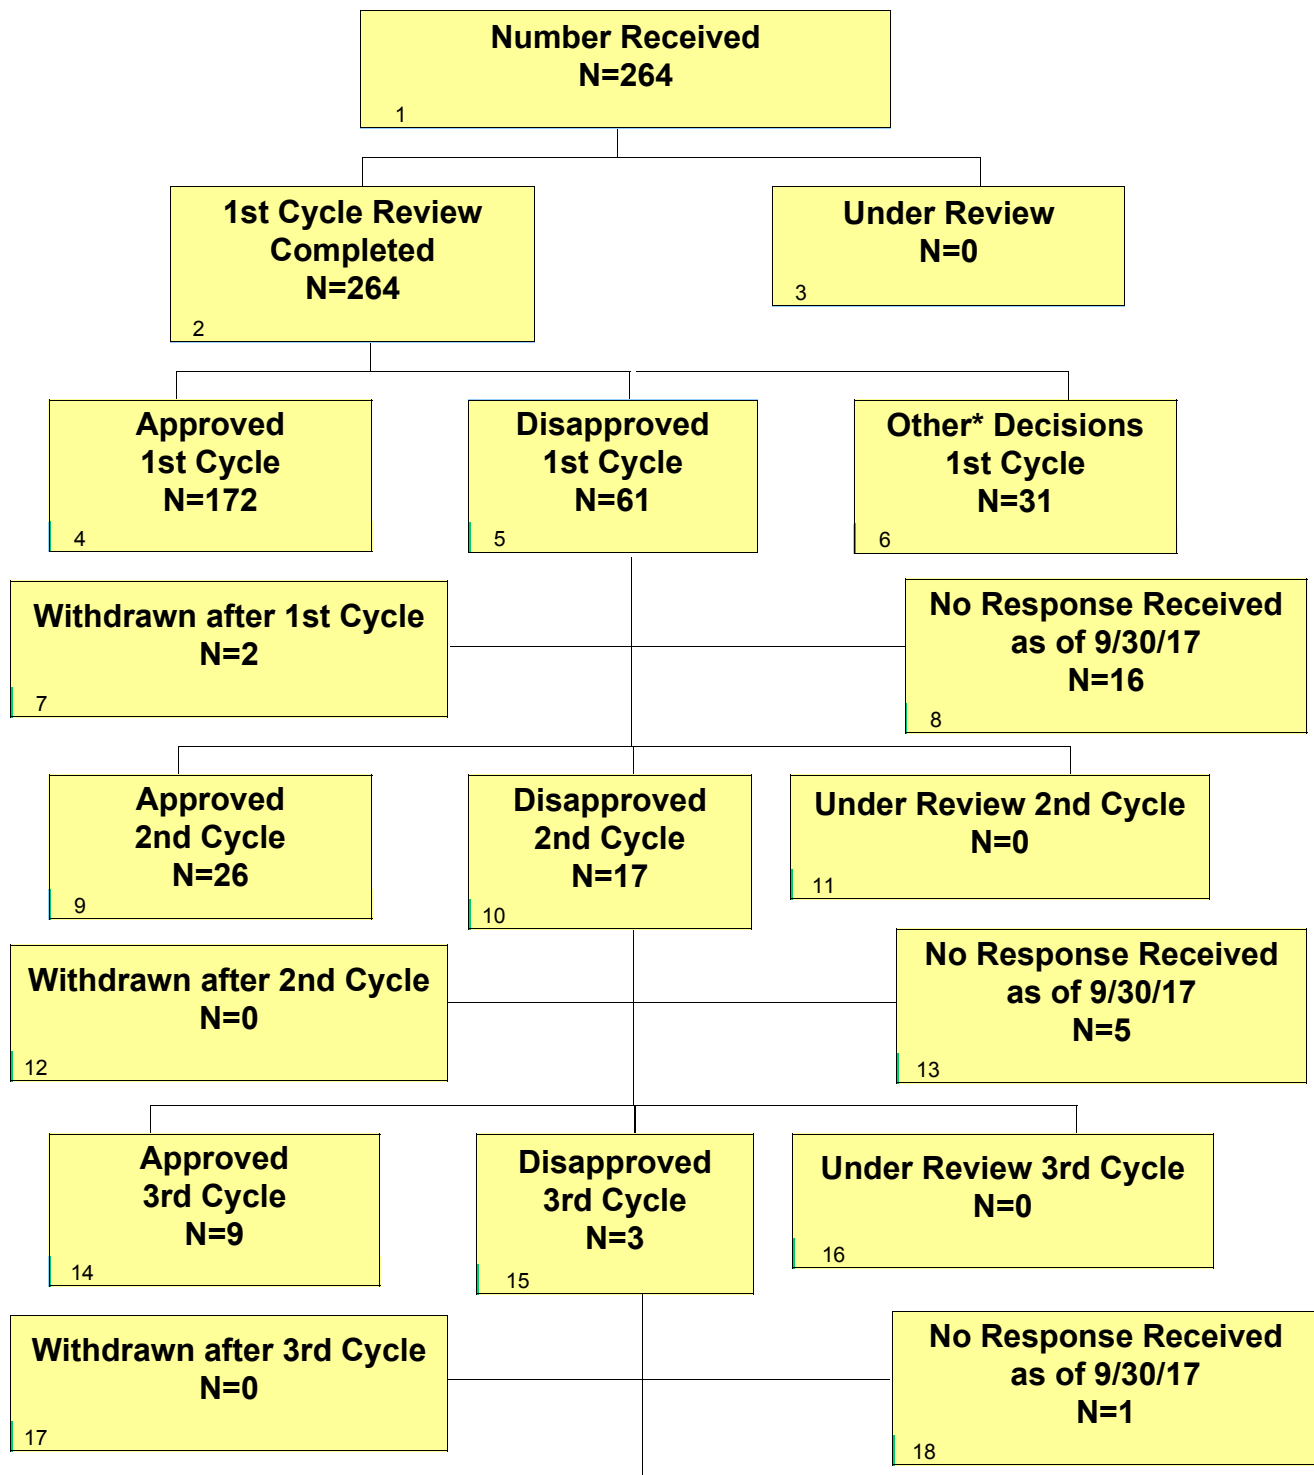 Number Received
N=264
1
1st Cycle Review
Completed
N=264
2
Under Review
N=0
3
Approved
1st Cycle
N=172
4
Disapproved
1st Cycle
N=61
5
Other* Decisions
1st Cycle
N=31
6
Withdrawn after 1st Cycle
N=2
7
No Response Received
as of 9/30/17
N=16
8
Approved
2nd Cycle
N=26
9
Disapproved
2nd Cycle
N=17
10
Under Review 2nd Cycle
N=0
11
Withdrawn after 2nd Cycle
N=0
12
No Response Received
as of 9/30/17
N=5
13
Approved
3rd Cycle
N=9
14
Disapproved
3rd Cycle
N=3
15
Under Review 3rd Cycle
N=0
16
Withdrawn after 3rd Cycle
N=0
17
No Response Received
as of 9/30/17
N=1
18